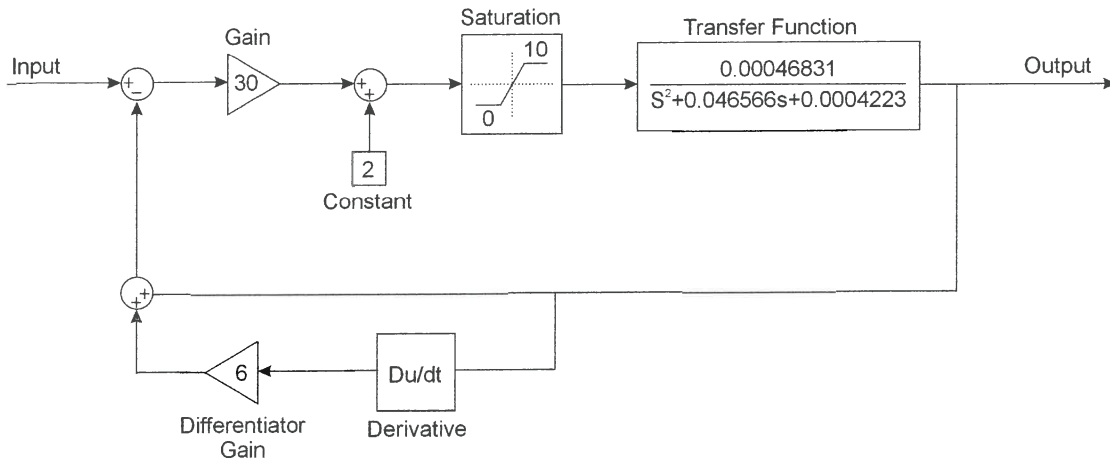 Saturation
Gain
Transfer Function
Input
+
−
30
+
+
10
0
0.00046831
S²+0.046566s+0.0004223
Output
2
Constant
+
+
6
Du/dt
Differentiator
Gain
Derivative